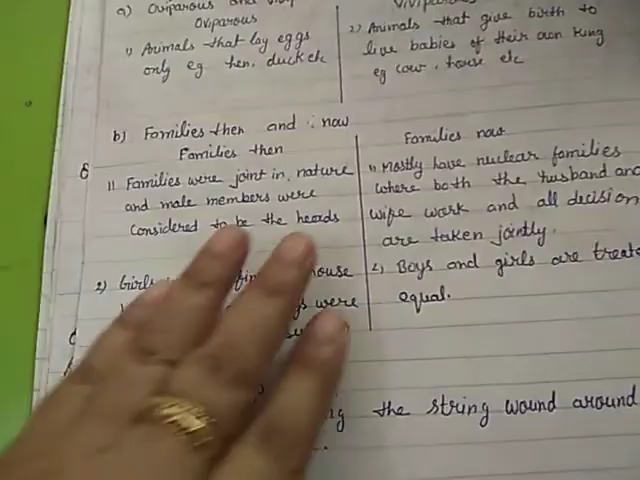 a) Oviparous and
Oviparous
1) Animals that lay eggs
only eg hen, duck etc
2) Animals that give birth to
live babies of their own king
eg cow, house etc
b) Families then and now
Families then
1) Families were joint in nature
and male members were
considered to be the heads
2) Girls house
were
Families now
1) Mostly have nuclear families
where both the husband and
wife work and all decision
are taken jointly.
2) Boys and girls are treate
equal.
the string wound around